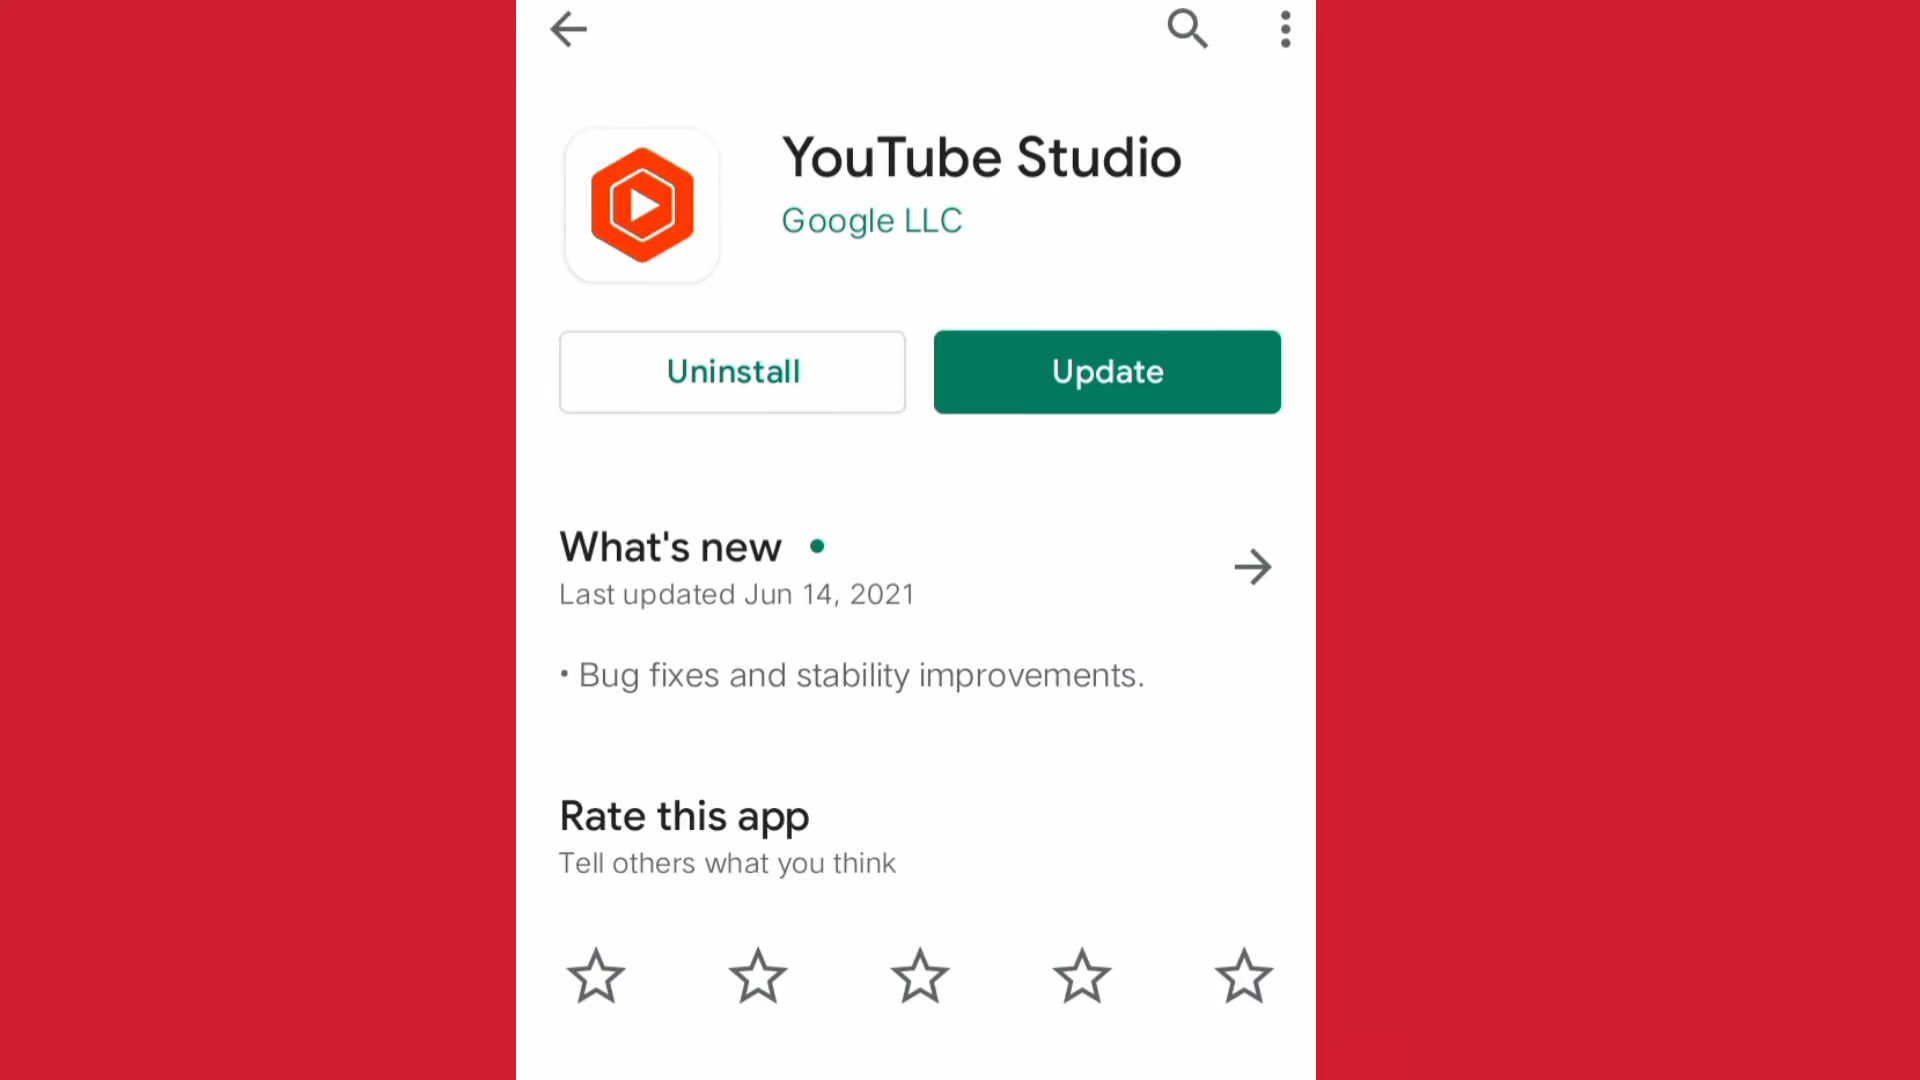 YouTube Studio
Google LLC
Uninstall
Update
What's new
Last updated Jun 14, 2021
• Bug fixes and stability improvements.
Rate this app
Tell others what you think